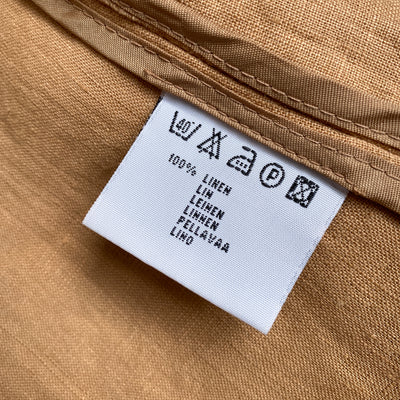 40
P
100% LINEN
LIN
LEINEN
LINNEN
PELLAVAA
LINO